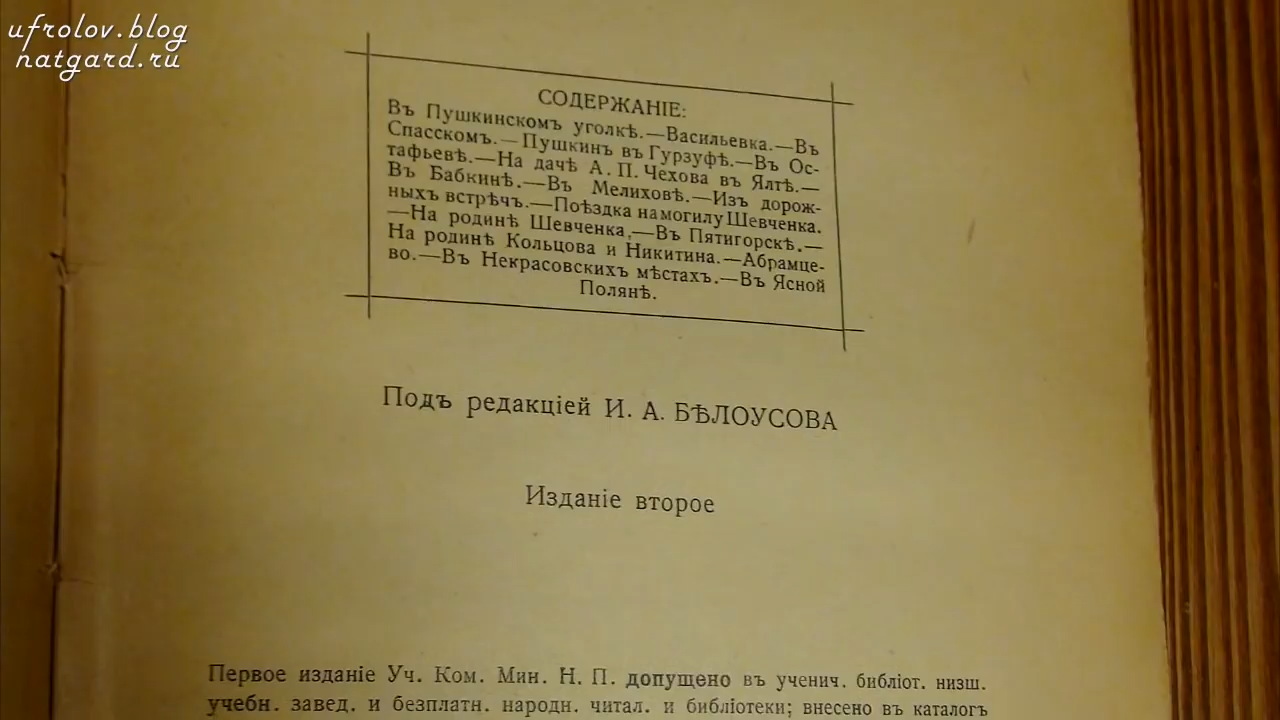 ufrolov.blog
natgard.ru
СОДЕРЖАНІЕ:
Въ Пушкинскомъ уголкѣ.—Васильевка.—Въ
Спасскомъ.—Пушкинъ въ Гурзуфѣ.—Въ Ос-
тафьевѣ.—На дачѣ А. П. Чехова въ Ялтѣ.—
Въ Бабкинѣ.—Въ Мелиховѣ.—Изъ дорож-
ныхъ встрѣчъ.—Поѣздка на могилу Шевченка.
—На родинѣ Шевченка,—Въ Пятигорскѣ.—
На родинѣ Кольцова и Никитина.—Абрамце-
во.—Въ Некрасовскихъ мѣстахъ.—Въ Ясной
Полянѣ.
Подъ редакціей И. А. БѢЛОУСОВА
Изданіе второе
Первое изданіе Уч. Ком. Мин. Н. П. допущено въ ученич. библіот. низш.
учебн. завед. и безплатн. народн. читал. и библіотеки; внесено въ каталогъ